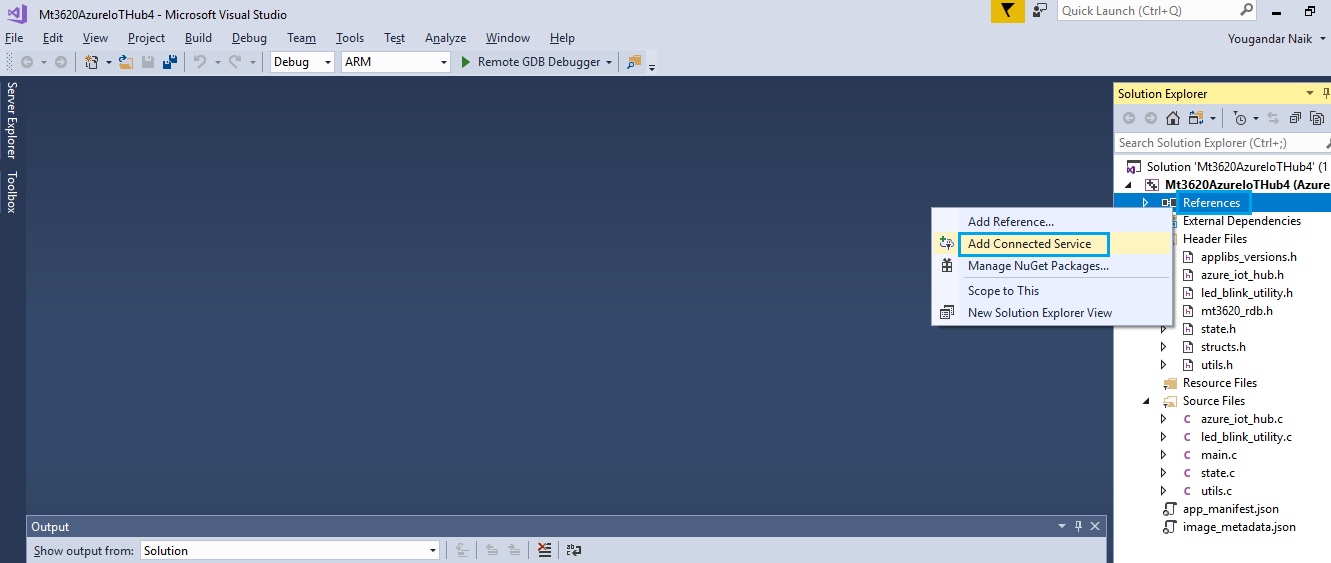 Mt3620AzureIoTHub4 - Microsoft Visual Studio
Quick Launch (Ctrl+Q)
File Edit View Project Build Debug Team Tools Test Analyze Window Help
Yougandar Naik
Debug ARM Remote GDB Debugger
Server Explorer
Toolbox
Solution Explorer
Search Solution Explorer (Ctrl+;)
Solution 'Mt3620AzureIoTHub4' (1
Mt3620AzureIoTHub4 (Azure
References
External Dependencies
Header Files
applibs_versions.h
azure_iot_hub.h
led_blink_utility.h
mt3620_rdb.h
state.h
structs.h
utils.h
Resource Files
Source Files
azure_iot_hub.c
led_blink_utility.c
main.c
state.c
utils.c
app_manifest.json
image_metadata.json
Add Reference...
Add Connected Service
Manage NuGet Packages...
Scope to This
New Solution Explorer View
Output
Show output from: Solution